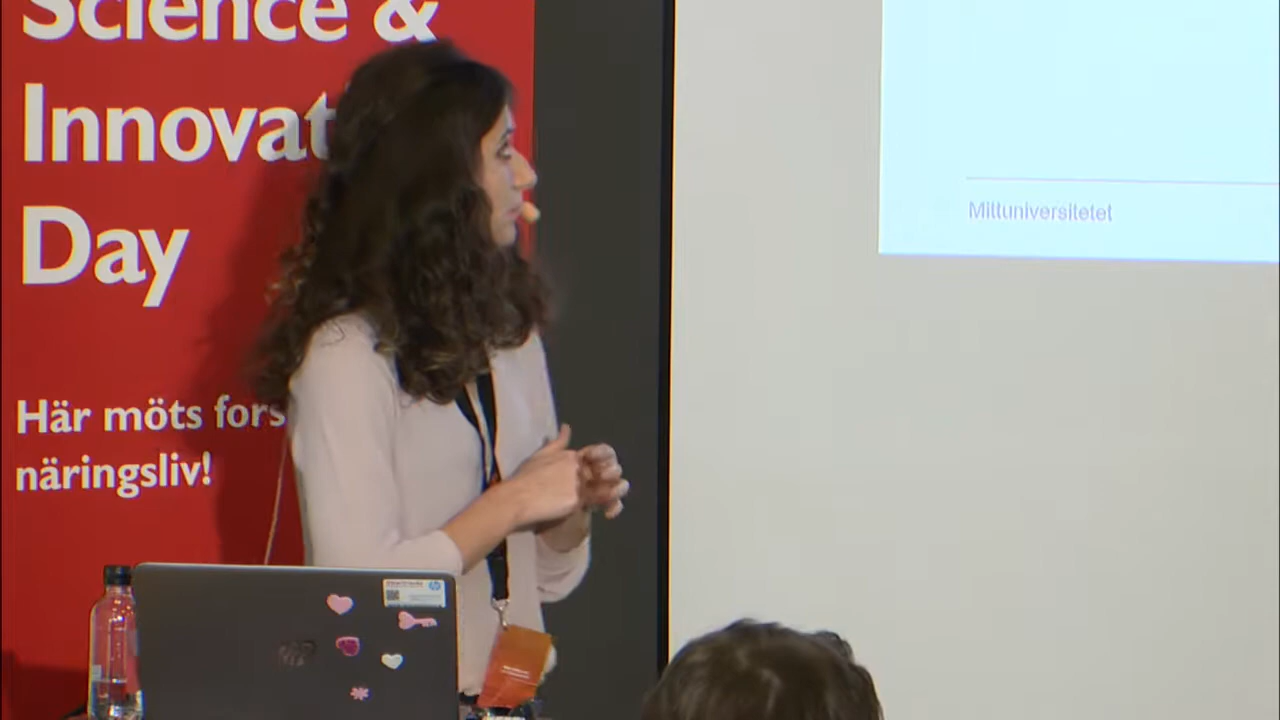 Science &
Innovat
Day
Här möts fors
näringsliv!
Mittuniversitetet